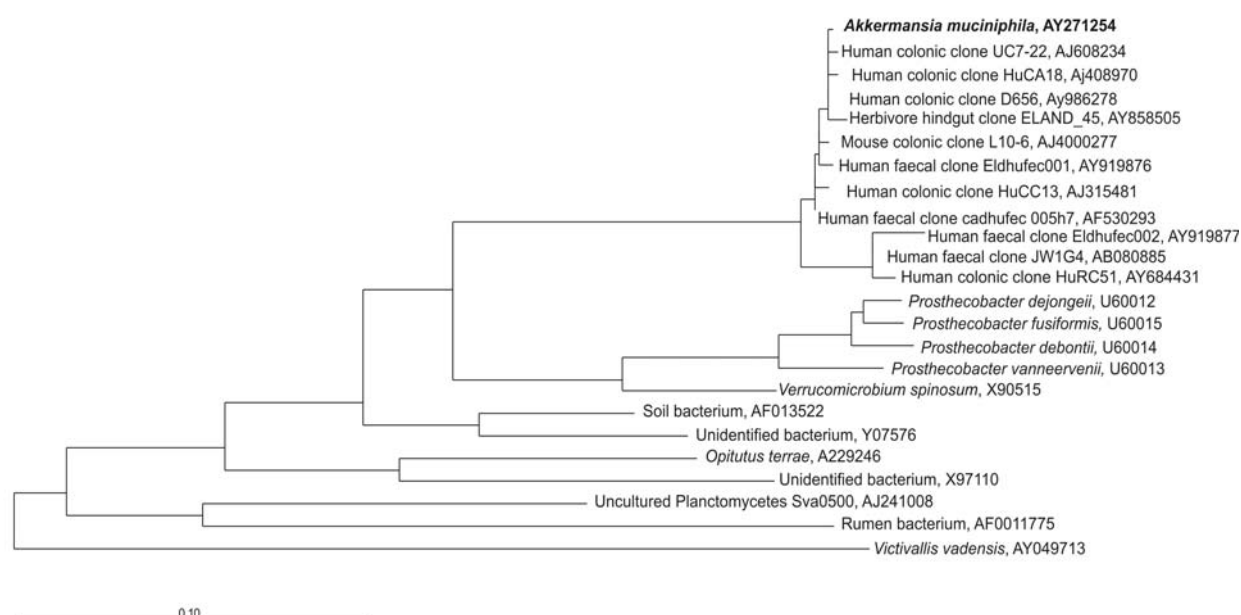 Akkermansia muciniphila, AY271254
Human colonic clone UC7-22, AJ608234
Human colonic clone HuCA18, Aj408970
Human colonic clone D656, Ay986278
Herbivore hindgut clone ELAND_45, AY858505
Mouse colonic clone L10-6, AJ4000277
Human faecal clone Eldhufec001, AY919876
Human colonic clone HuCC13, AJ315481
Human faecal clone cadhufec 005h7, AF530293
Human faecal clone Eldhufec002, AY919877
Human faecal clone JW1G4, AB080885
Human colonic clone HuRC51, AY684431
Prosthecobacter dejongeii, U60012
Prosthecobacter fusiformis, U60015
Prosthecobacter debontii, U60014
Prosthecobacter vanneervenii, U60013
Verrucomicrobium spinosum, X90515
Soil bacterium, AF013522
Unidentified bacterium, Y07576
Opitutus terrae, A229246
Unidentified bacterium, X97110
Uncultured Planctomycetes Sva0500, AJ241008
Rumen bacterium, AF0011775
Victivallis vadensis, AY049713
0.10